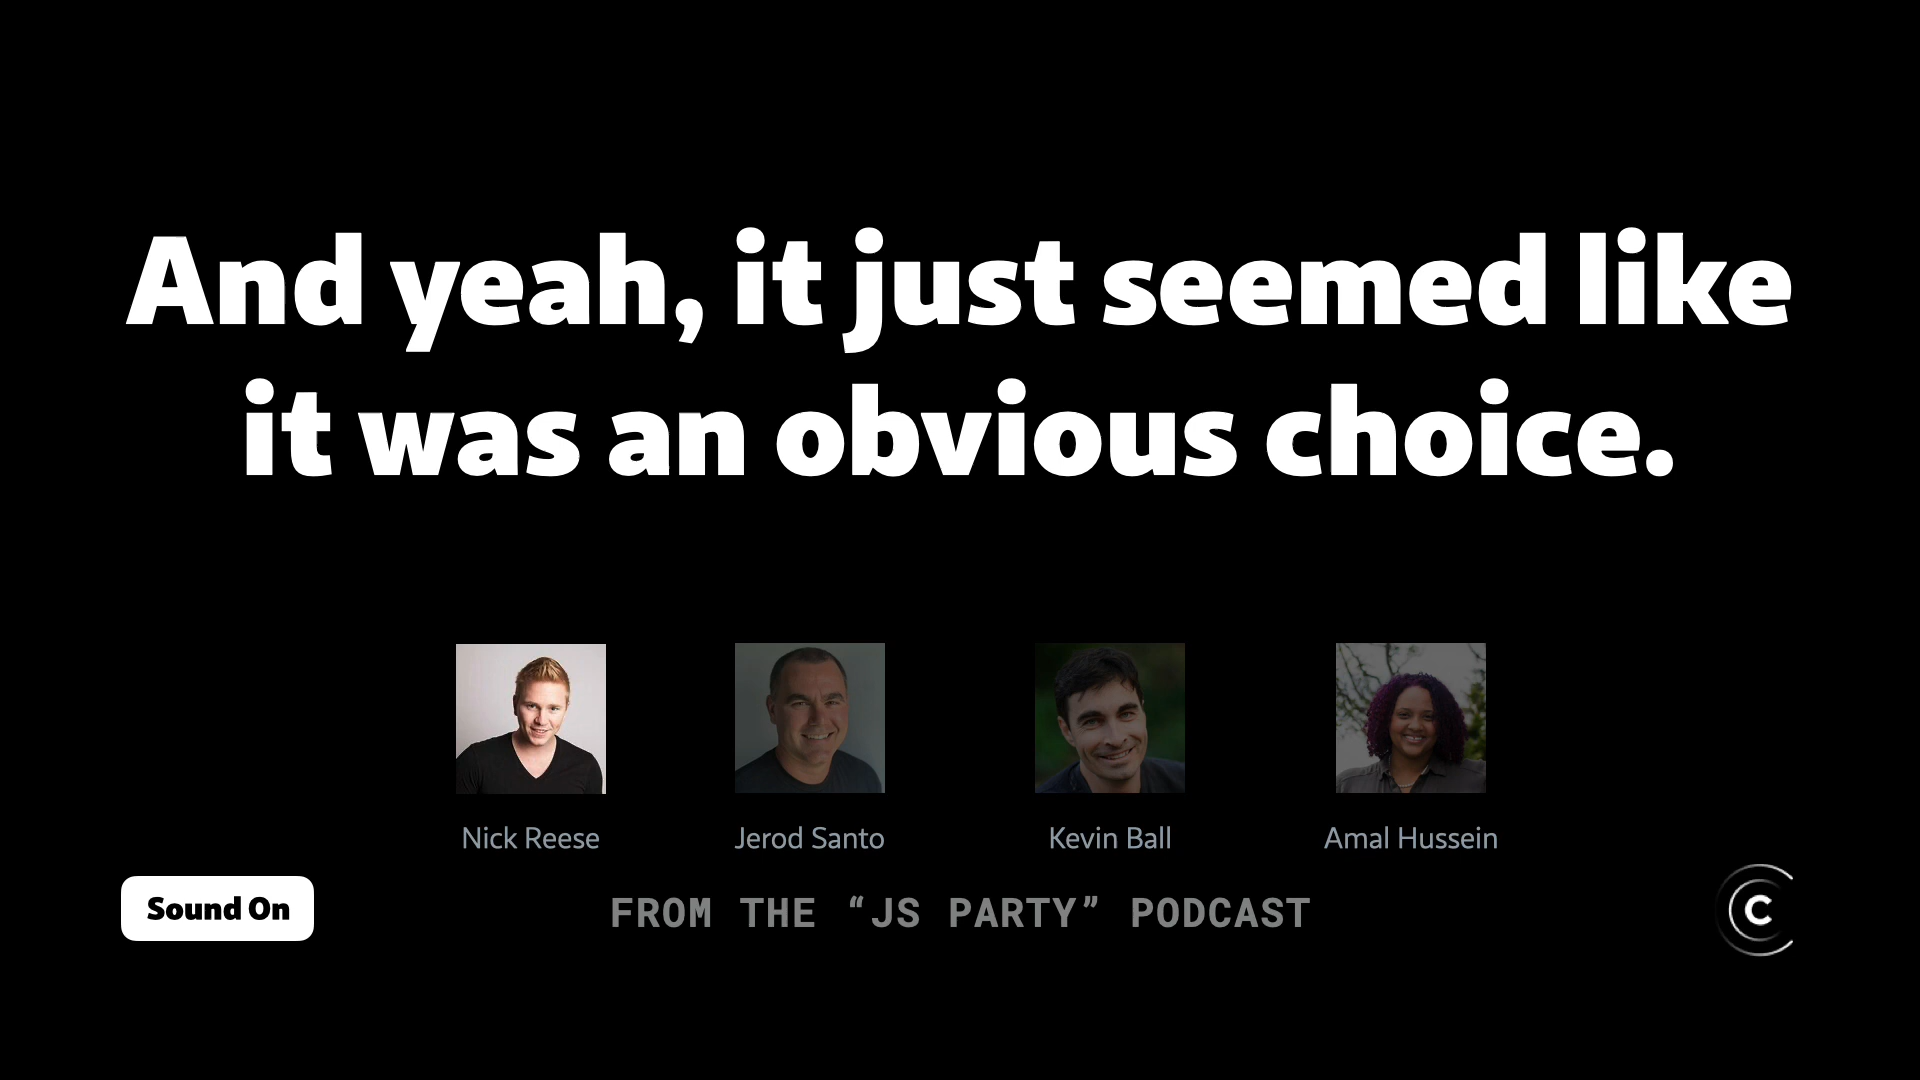 And yeah, it just seemed like
it was an obvious choice.
Nick Reese
Jerod Santo
Kevin Ball
Amal Hussein
Sound On
FROM THE “JS PARTY” PODCAST
C